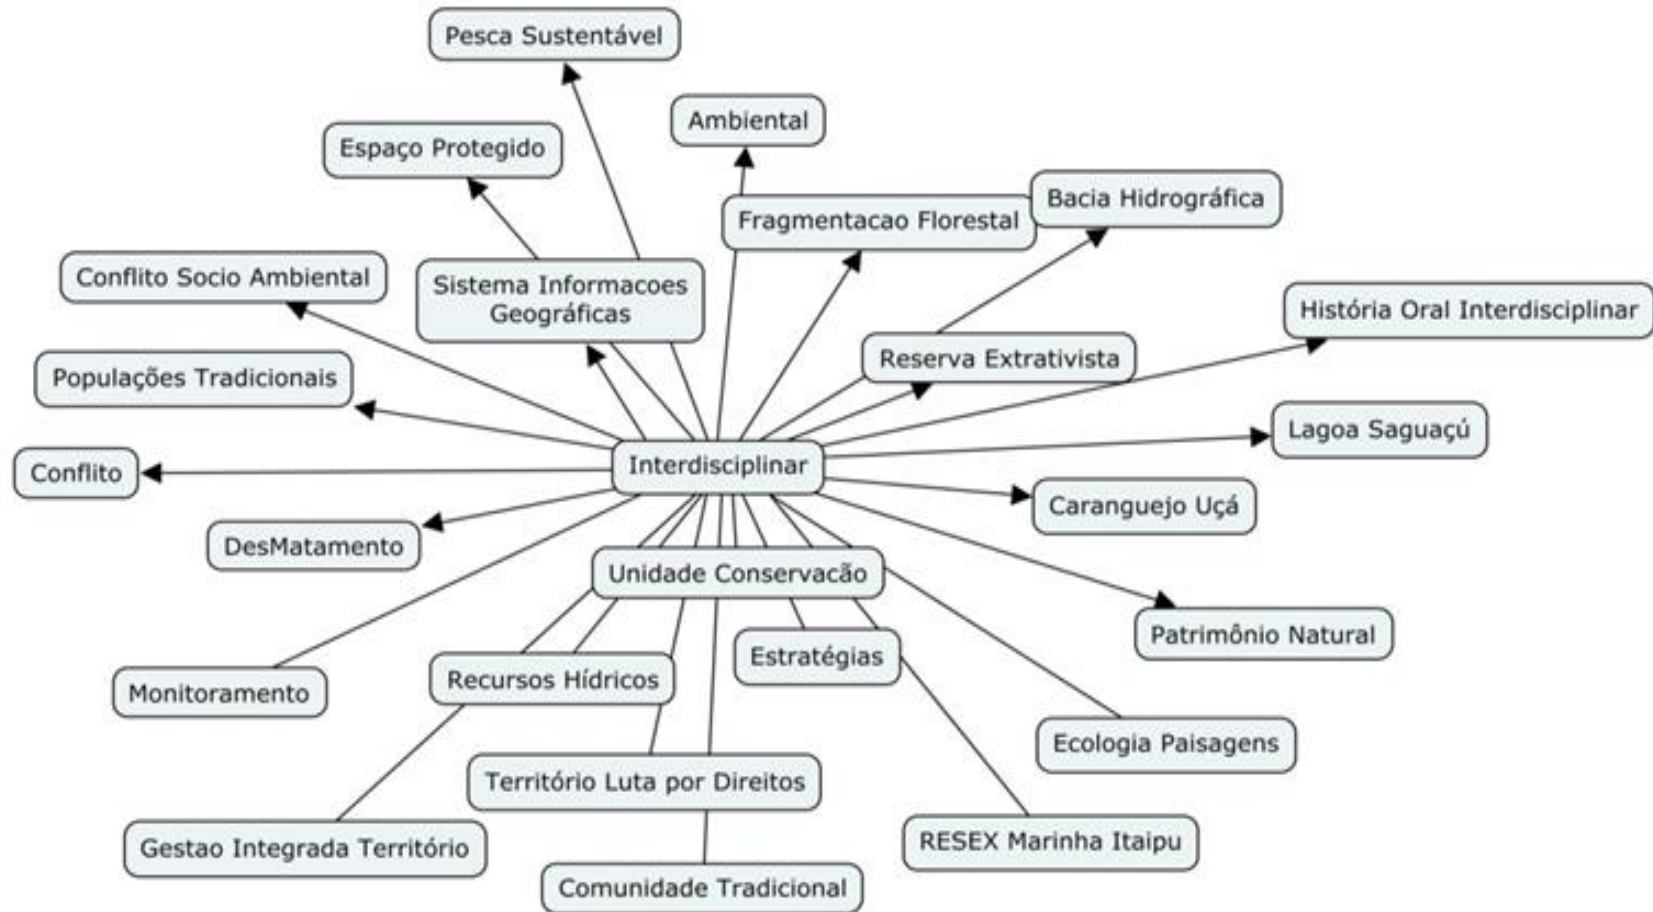 Pesca Sustentável
Ambiental
Espaço Protegido
Bacia Hidrográfica
Fragmentacao Florestal
Conflito Socio Ambiental
Sistema Informacoes
Geográficas
História Oral Interdisciplinar
Reserva Extrativista
Populações Tradicionais
Lagoa Saguaçú
Interdisciplinar
Conflito
Caranguejo Uçá
DesMatamento
Unidade Conservacão
Patrimônio Natural
Estratégias
Recursos Hídricos
Monitoramento
Ecologia Paisagens
Território Luta por Direitos
RESEX Marinha Itaipu
Gestao Integrada Território
Comunidade Tradicional